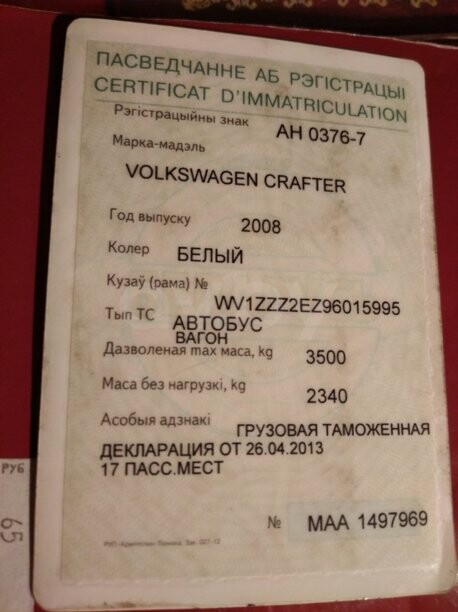 ПАСВЕДЧАННЕ АБ РЭГІСТРАЦЫІ
CERTIFICAT D'IMMATRICULATION
Рэгістрацыйны знак AH 0376-7
Марка-мадэль
VOLKSWAGEN CRAFTER
Год выпуску 2008
Колер БЕЛЫЙ
Кузаў (рама) №
WV1ZZZ2EZ96015995
Тып ТС АВТОБУС
ВАГОН
Дазволеная max маса, kg 3500
Маса без нагрузкі, kg 2340
Асобыя адзнакі ГРУЗОВАЯ ТАМОЖЕННАЯ
ДЕКЛАРАЦИЯ ОТ 26.04.2013
17 ПАСС.МЕСТ
№ MAA 1497969
РУБ
65